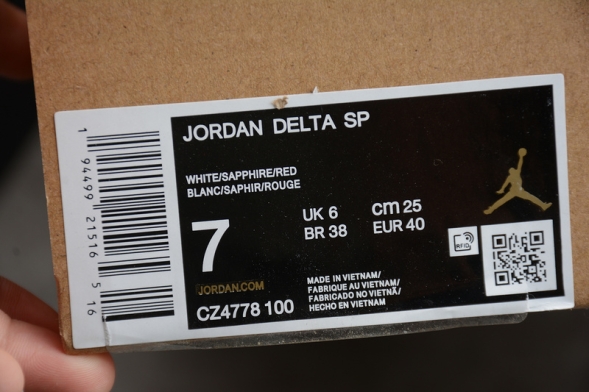 JORDAN DELTA SP
WHITE/SAPPHIRE/RED
BLANC/SAPHIR/ROUGE
7
UK 6 cm 25
BR 38 EUR 40
JORDAN.COM
CZ4778 100
MADE IN VIETNAM/
FABRIQUE AU VIETNAM/
FABRICADO NO VIETNÃ/
HECHO EN VIETNAM
RFID
1 94499 21516 5 16